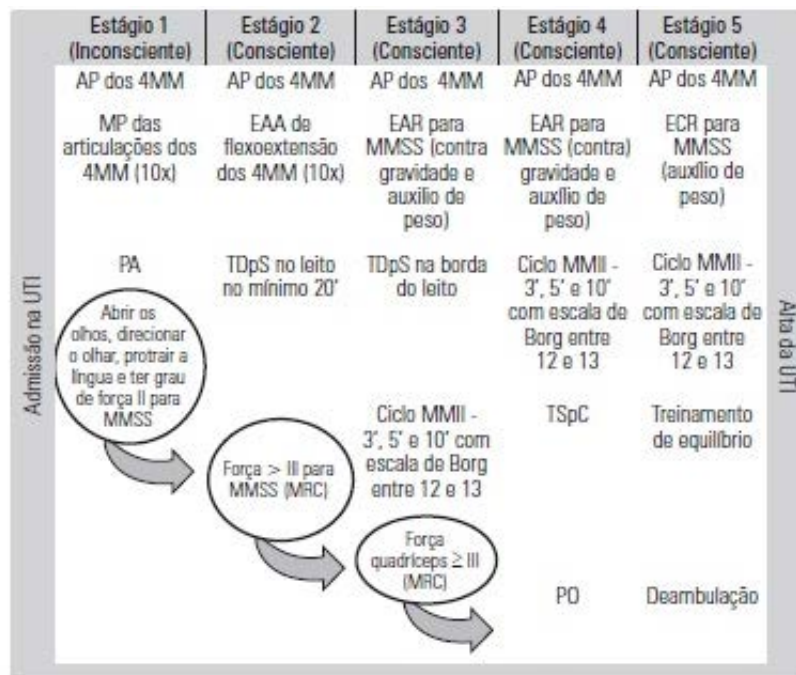 Estágio 1
(Inconsciente)
Estágio 2
(Consciente)
Estágio 3
(Consciente)
Estágio 4
(Consciente)
Estágio 5
(Consciente)
Admissão na UTI
AP dos 4MM
MP das
articulações dos
4MM (10x)
PA
Abrir os
olhos, direcionar
o olhar, protrair a
língua e ter grau
de força II para
MMSS
AP dos 4MM
EAA de
flexoextensão
dos 4MM (10x)
TDpS no leito
no mínimo 20'
Força > III para
MMSS (MRC)
AP dos 4MM
EAR para
MMSS (contra
gravidade e
auxilio de
peso)
TDpS na borda
do leito
Ciclo MMII -
3', 5' e 10' com
escala de Borg
entre 12 e 13
Força
quadríceps ≥ III
(MRC)
AP dos 4MM
EAR para
MMSS (contra)
gravidade e
auxílio de
peso)
Ciclo MMII -
3', 5' e 10'
com escala de
Borg entre
12 e 13
TSpC
PO
AP dos 4MM
ECR para
MMSS
(auxílio de
peso)
Ciclo MMII -
3', 5' e 10'
com escala de
Borg entre
12 e 13
Treinamento
de equilíbrio
Deambulação
Alta da UTI